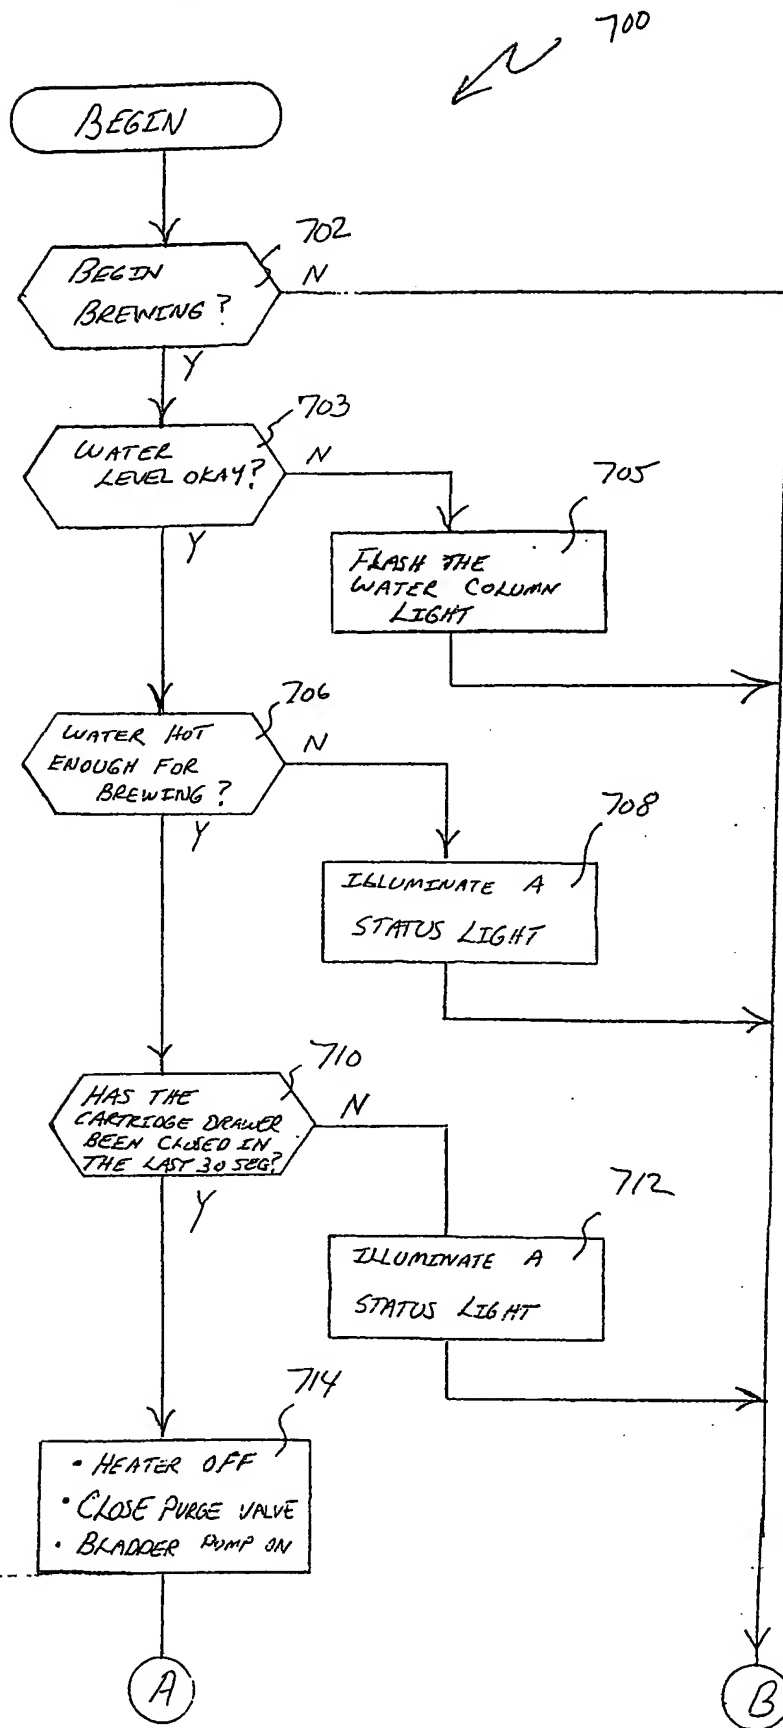 700
BEGIN
702
BEGIN
BREWING?
N
Y
703
WATER
LEVEL OKAY?
N
Y
705
FLASH THE
WATER COLUMN
LIGHT
706
WATER HOT
ENOUGH FOR
BREWING?
N
Y
708
ILLUMINATE A
STATUS LIGHT
710
HAS THE
CARTRIDGE DRAWER
BEEN CLOSED IN
THE LAST 30 SEC?
N
Y
712
ILLUMINATE A
STATUS LIGHT
714
• HEATER OFF
• CLOSE PURGE VALVE
• BLADDER PUMP ON
A
B